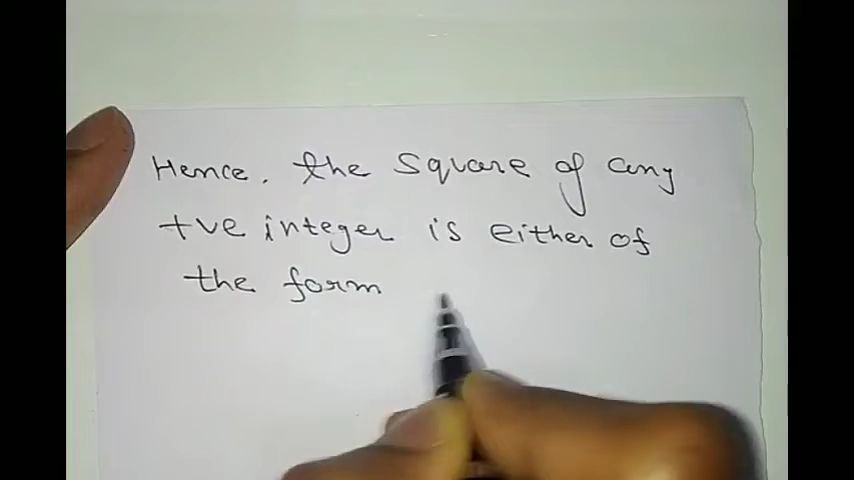 Hence. the square of any
+ve integer is either of
the form